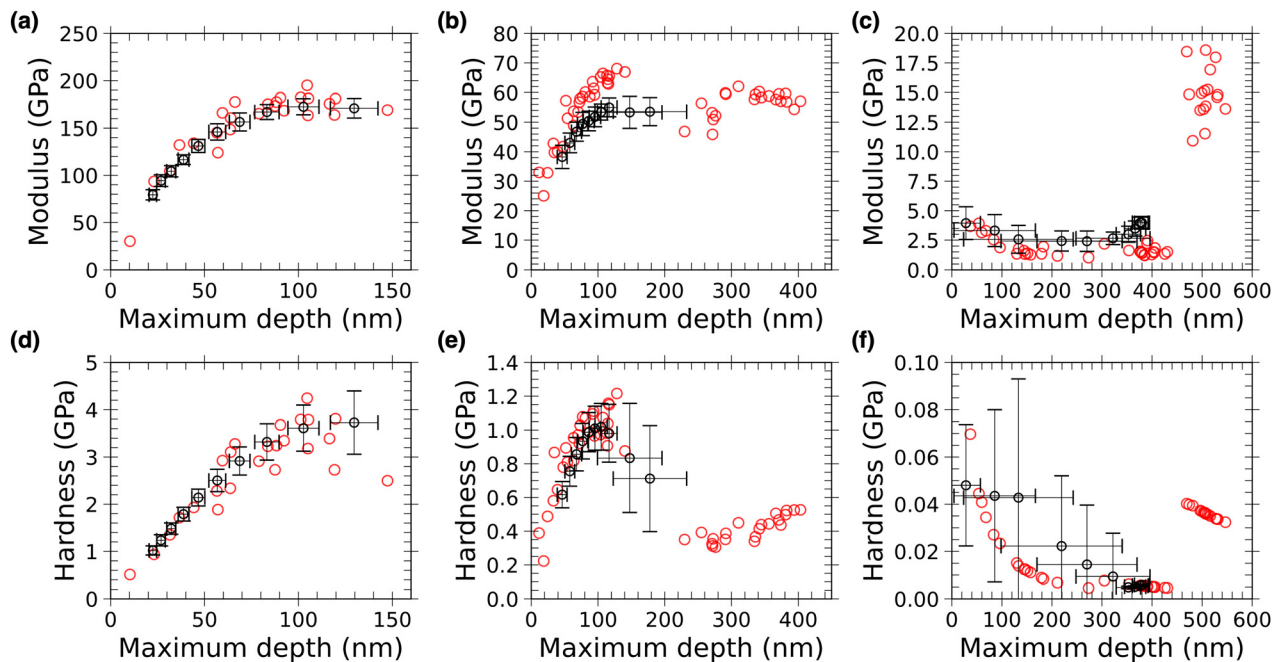 (a)
250
200
150
100
50
0
0 50 100 150
Modulus (GPa)
Maximum depth (nm)
(b)
80
70
60
50
40
30
20
10
0
0 100 200 300 400
Modulus (GPa)
Maximum depth (nm)
(c)
20.0
17.5
15.0
12.5
10.0
7.5
5.0
2.5
0.0
0 100 200 300 400 500 600
Modulus (GPa)
Maximum depth (nm)
(d)
5
4
3
2
1
0
0 50 100 150
Hardness (GPa)
Maximum depth (nm)
(e)
1.4
1.2
1.0
0.8
0.6
0.4
0.2
0.0
0 100 200 300 400
Hardness (GPa)
Maximum depth (nm)
(f)
0.10
0.08
0.06
0.04
0.02
0.00
0 100 200 300 400 500 600
Hardness (GPa)
Maximum depth (nm)